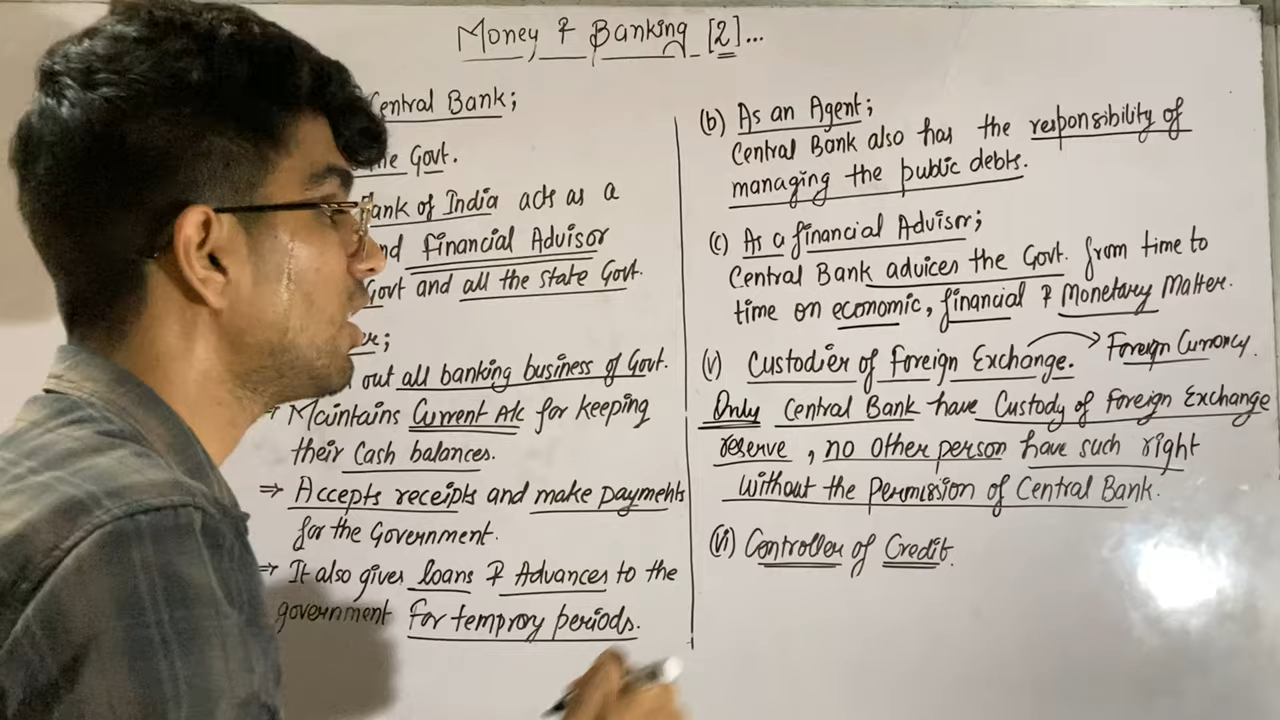 Money & Banking [2]...
Central Bank;
Govt.
Bank of India acts as a
financial Advisor
Govt and all the state Govt.
out all banking business of Govt.
→ Maintains Current A/c for keeping
their Cash balances.
⇒ Accepts receipts and make payments
for the Government.
→ It also gives loans & Advances to the
government for temprory periods.
(b) As an Agent;
Central Bank also has the responsibility of
managing the public debts.
(c) As a financial Advisor;
Central Bank advices the Govt. from time to
time on economic, financial & Monetary Matter.
(v) Custodier of Foreign Exchange. → Foreign Currency.
Only Central Bank have Custody of Foreign Exchange
reserve, no other person have such right
without the permission of Central Bank.
(vi) Controller of Credit.